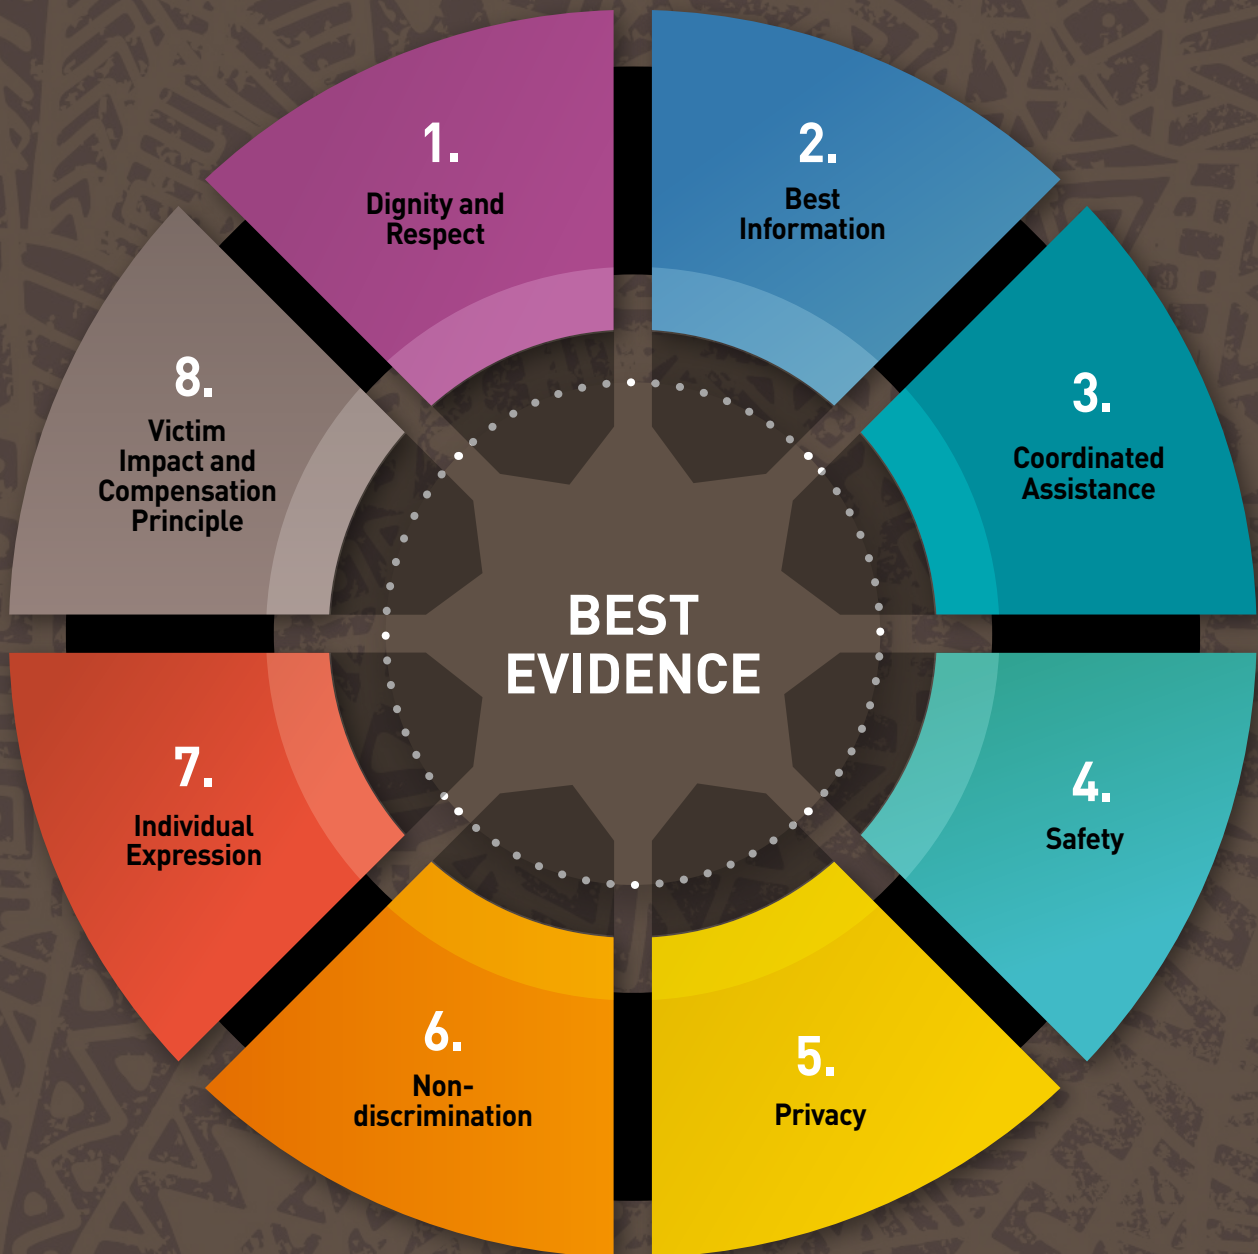 1.
Dignity and
Respect
2.
Best
Information
3.
Coordinated
Assistance
4.
Safety
5.
Privacy
6.
Non-
discrimination
7.
Individual
Expression
8.
Victim
Impact and
Compensation
Principle
BEST
EVIDENCE